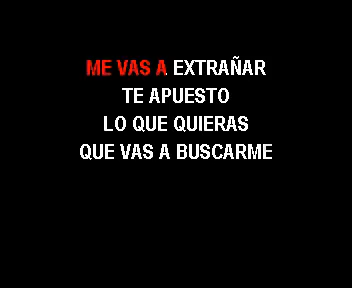 ME VAS A EXTRAÑAR
TE APUESTO
LO QUE QUIERAS
QUE VAS A BUSCARME